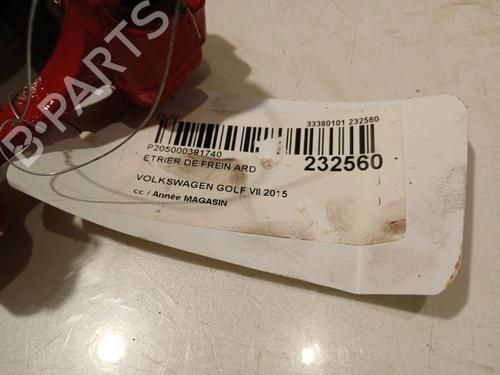 B-PARTS
33380101 232560
P205000381740
ETRIER DE FREIN ARD
232560
VOLKSWAGEN GOLF VII 2015
cc / Année MAGASIN